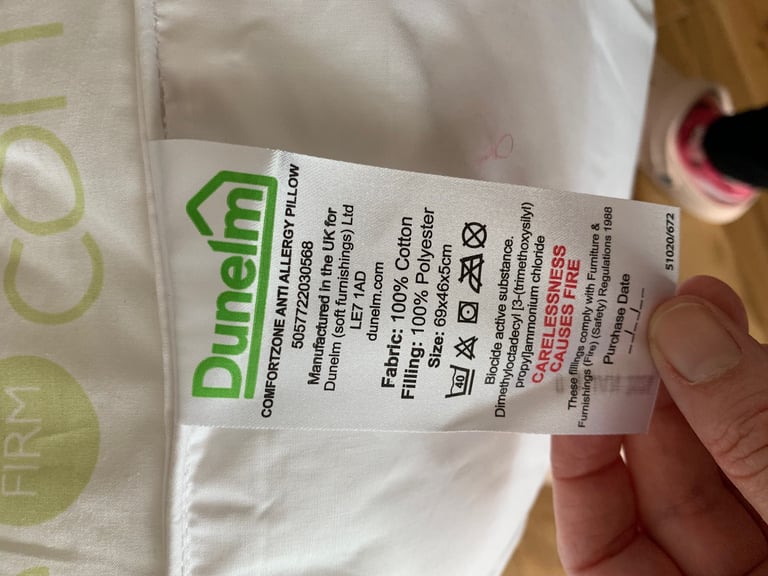 Dunelm
COMFORTZONE ANTI ALLERGY PILLOW
5057722030568
Manufactured in the UK for
Dunelm (soft furnishings) Ltd
LE7 1AD
dunelm.com
Fabric: 100% Cotton
Filling: 100% Polyester
Size: 69x46x5cm
40
Biocide active substance.
Dimethyloctadecyl [3-(trimethoxysilyl)
propyl]ammonium chloride
CARELESSNESS
CAUSES FIRE
These fillings comply with Furniture &
Furnishings (Fire) (Safety) Regulations 1988
Purchase Date
_ _/_ _/_ _
51020/672
FIRM